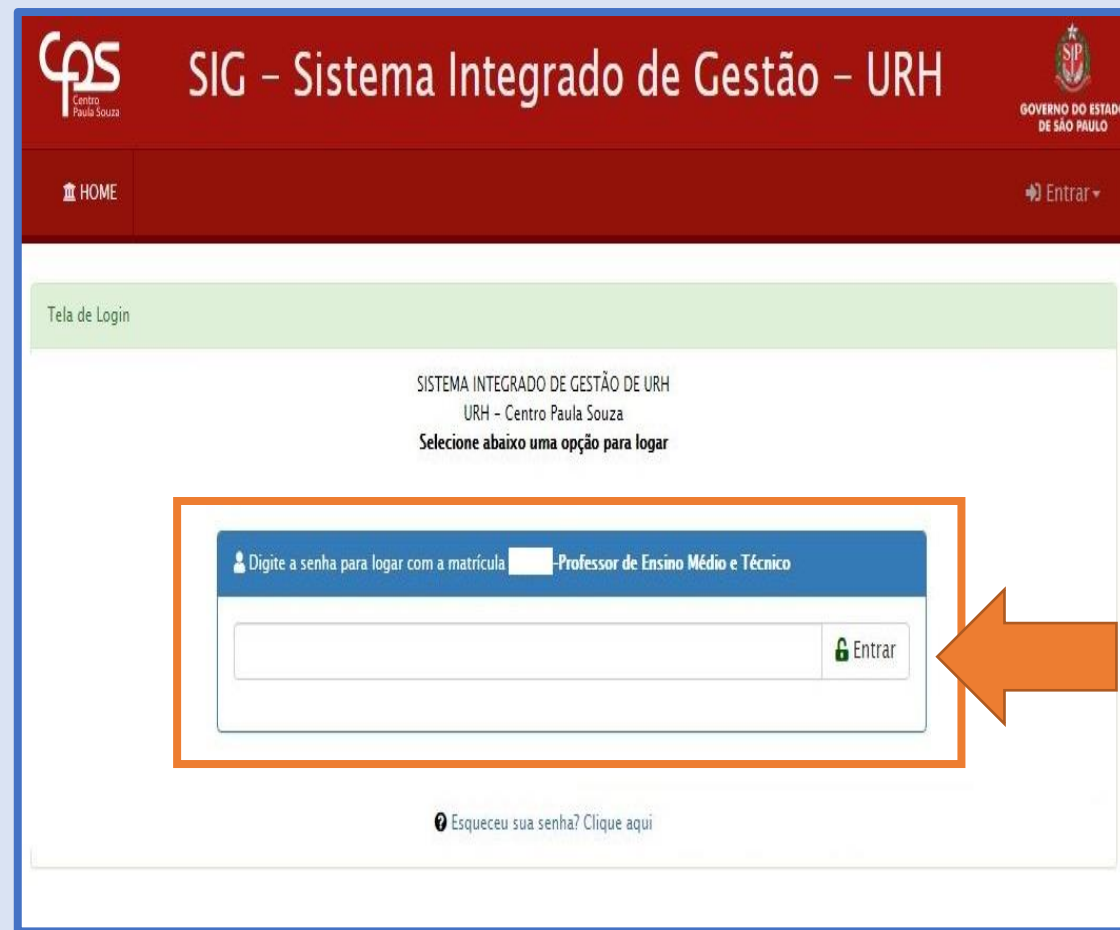 CPS
Centro
Paula Souza
SIG – Sistema Integrado de Gestão – URH
SP
GOVERNO DO ESTADO
DE SÃO PAULO
HOME
Entrar
Tela de Login
SISTEMA INTEGRADO DE GESTÃO DE URH
URH – Centro Paula Souza
Selecione abaixo uma opção para logar
Digite a senha para logar com a matrícula -Professor de Ensino Médio e Técnico
Entrar
Esqueceu sua senha? Clique aqui